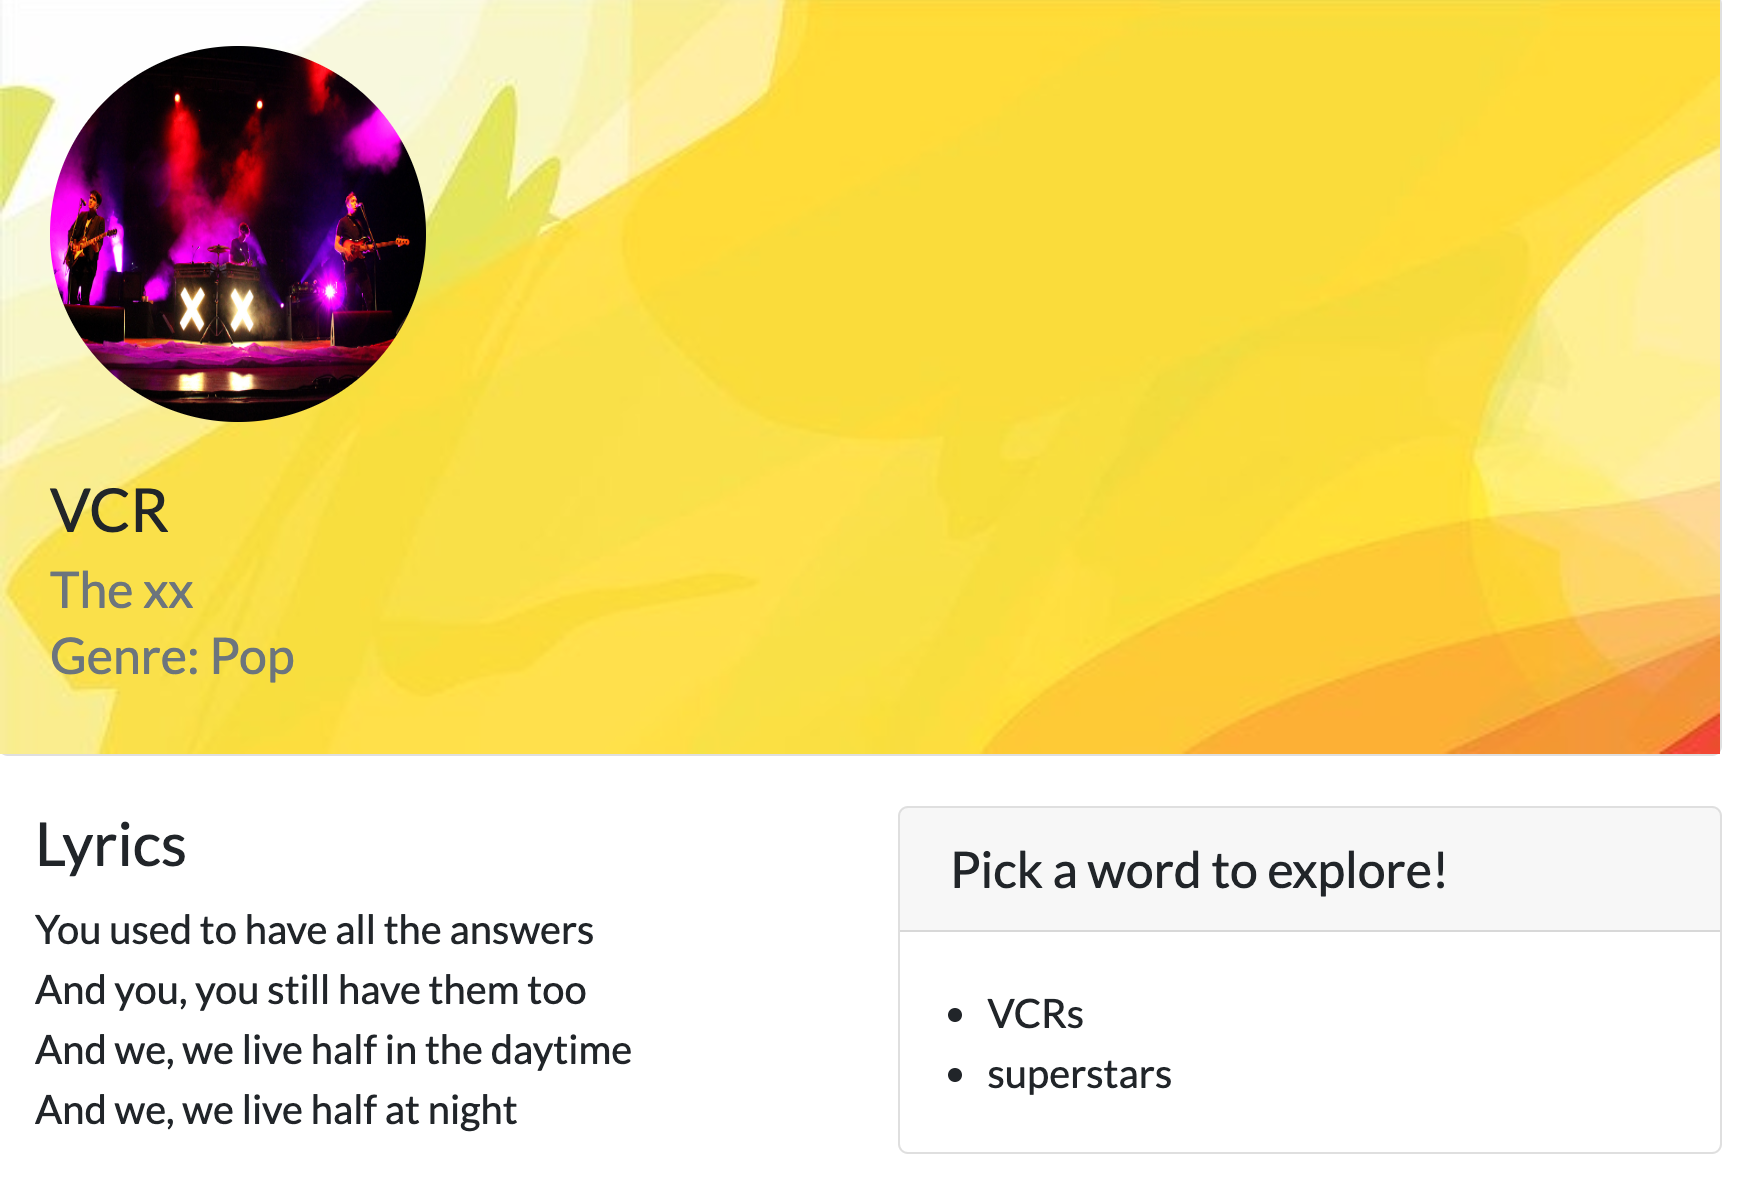 X X
VCR
The xx
Genre: Pop
Lyrics
You used to have all the answers
And you, you still have them too
And we, we live half in the daytime
And we, we live half at night
Pick a word to explore!
VCRs
superstars